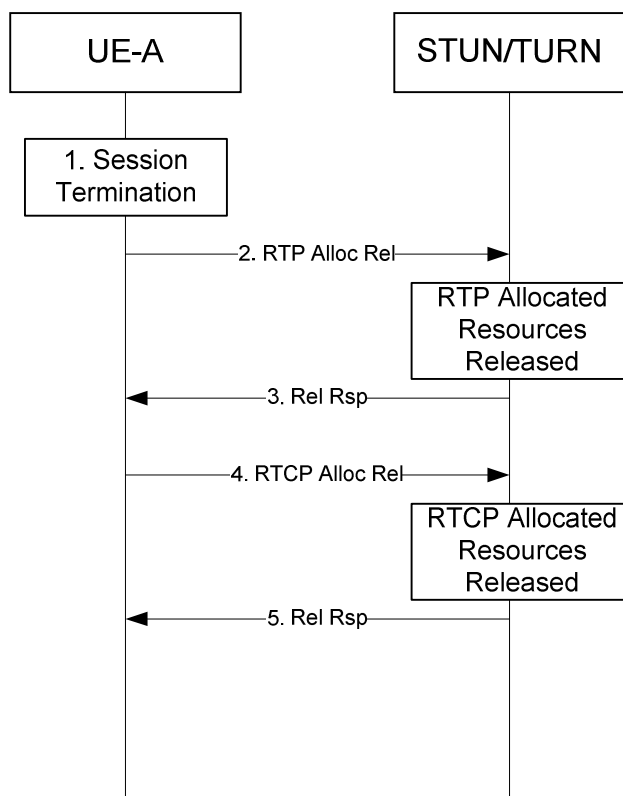 UE-A
STUN/TURN
1. Session
Termination
2. RTP Alloc Rel
RTP Allocated
Resources
Released
3. Rel Rsp
4. RTCP Alloc Rel
RTCP Allocated
Resources
Released
5. Rel Rsp